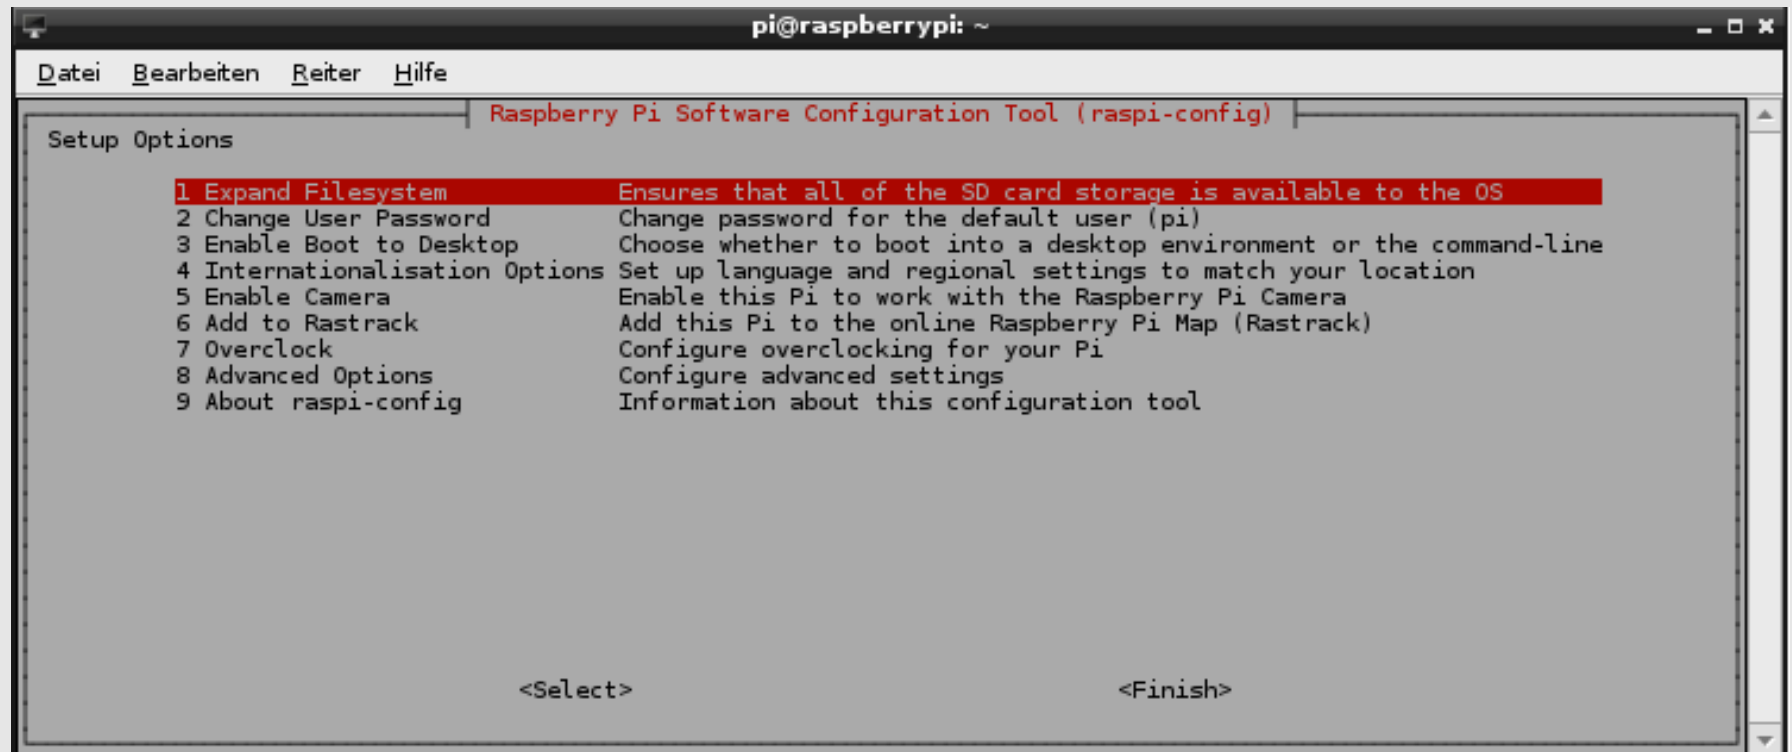 pi@raspberrypi: ~
Datei Bearbeiten Reiter Hilfe
Raspberry Pi Software Configuration Tool (raspi-config)
Setup Options
1 Expand Filesystem Ensures that all of the SD card storage is available to the OS
2 Change User Password Change password for the default user (pi)
3 Enable Boot to Desktop Choose whether to boot into a desktop environment or the command-line
4 Internationalisation Options Set up language and regional settings to match your location
5 Enable Camera Enable this Pi to work with the Raspberry Pi Camera
6 Add to Rastrack Add this Pi to the online Raspberry Pi Map (Rastrack)
7 Overclock Configure overclocking for your Pi
8 Advanced Options Configure advanced settings
9 About raspi-config Information about this configuration tool
<Select> <Finish>